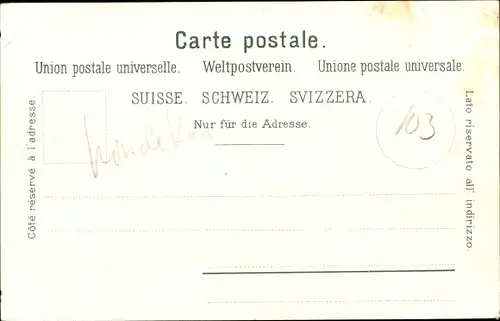 Carte postale.
Union postale universelle. Weltpostverein. Unione postale universale.
SUISSE. SCHWEIZ. SVIZZERA.
Nur für die Adresse.
Côté réservé à l'adresse.
Lato riservato all' indirizzo.
103